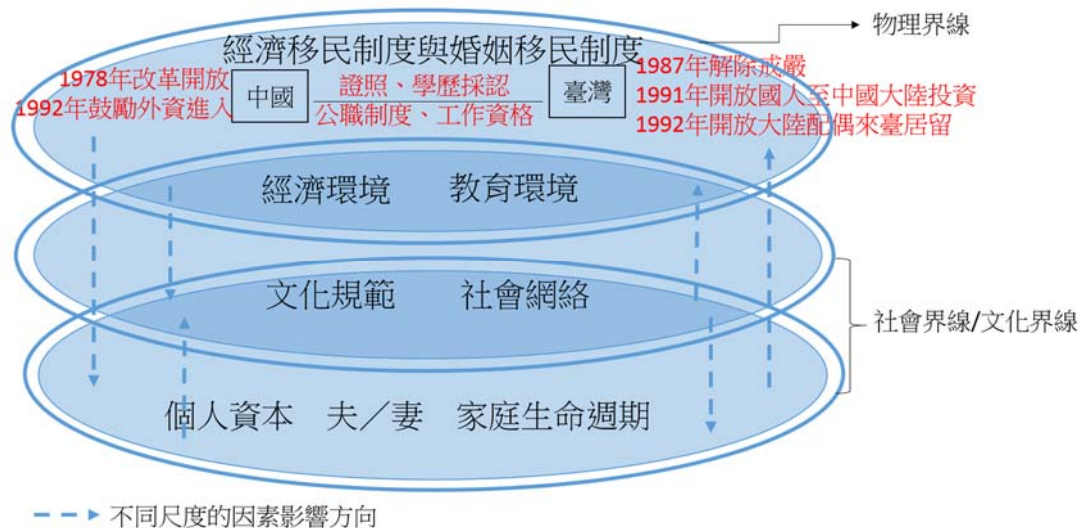 物理界線
經濟移民制度與婚姻移民制度
1978年改革開放
1992年鼓勵外資進入
中國
證照、學歷採認
公職制度、工作資格
臺灣
1987年解除戒嚴
1991年開放國人至中國大陸投資
1992年開放大陸配偶來臺居留
經濟環境 教育環境
文化規範 社會網絡
社會界線/文化界線
個人資本 夫／妻 家庭生命週期
不同尺度的因素影響方向